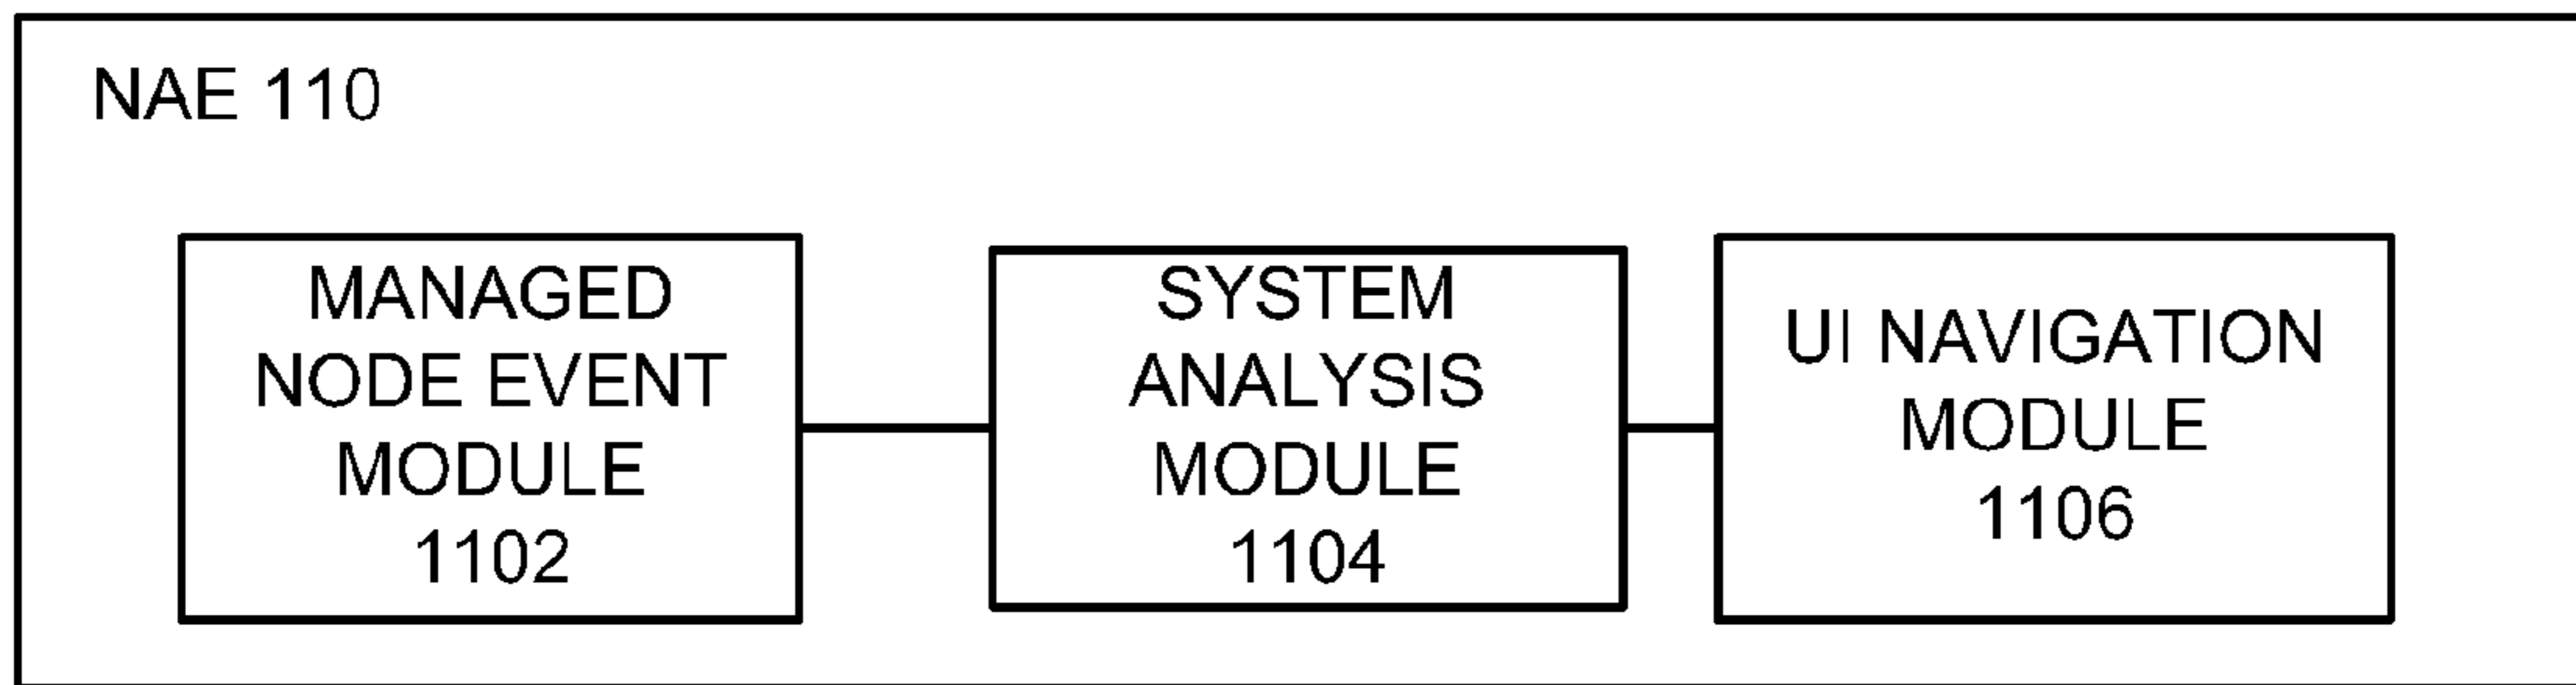 NAE 110
MANAGED
NODE EVENT
MODULE
1102
SYSTEM
ANALYSIS
MODULE
1104
UI NAVIGATION
MODULE
1106